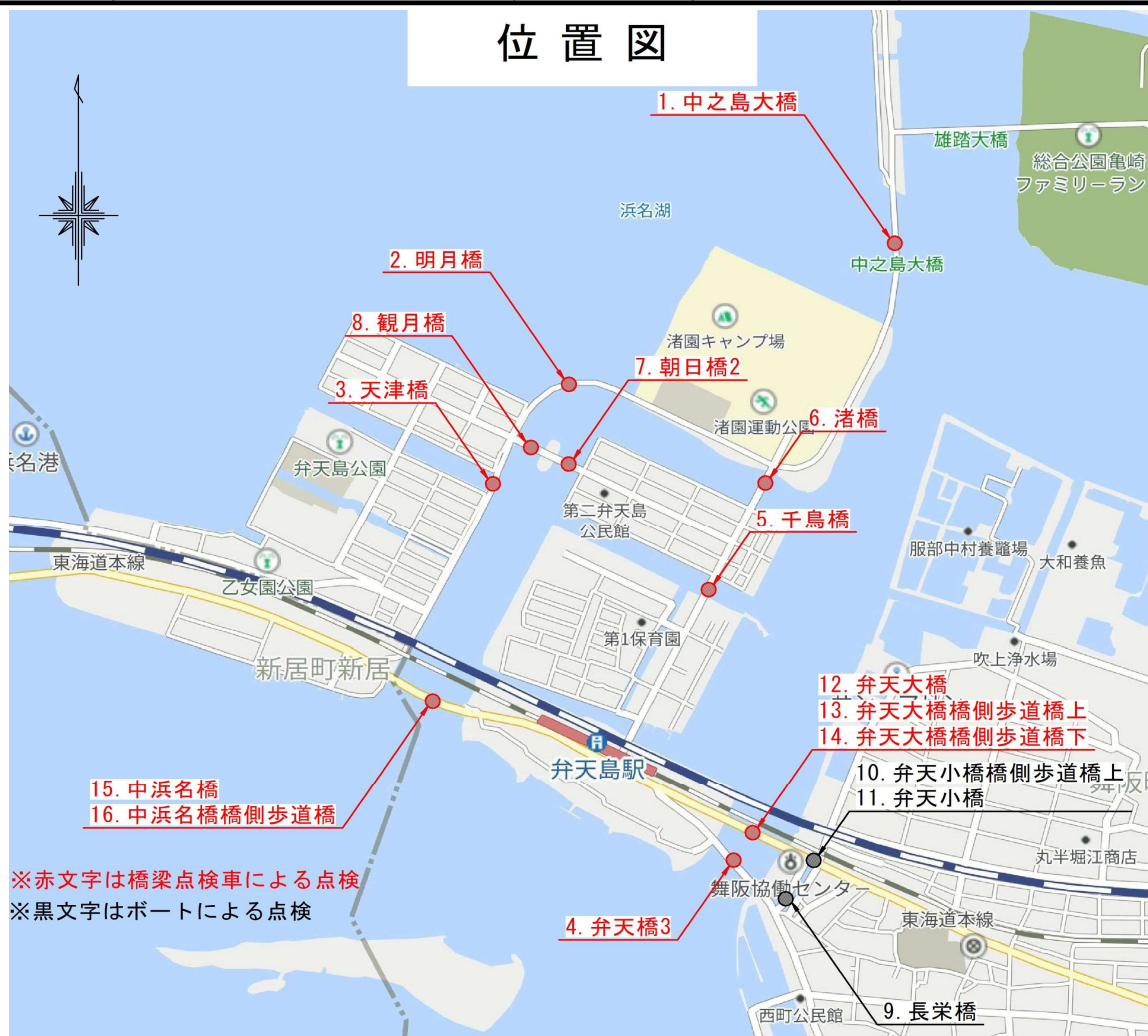 位置図
1.中之島大橋
雄踏大橋
総合公園亀崎
ファミリーラン
浜名湖
中之島大橋
2.明月橋
8.観月橋
渚園キャンプ場
7.朝日橋2
3.天津橋
渚園運動公園
6.渚橋
弁天島公園
名港
第二弁天島
公民館
5.千鳥橋
服部中村養鼈場
大和養魚
東海道本線
乙女園公園
第1保育園
吹上浄水場
新居町新居
12.弁天大橋
13.弁天大橋橋側歩道橋上
14.弁天大橋橋側歩道橋下
弁天島駅
10.弁天小橋橋側歩道橋上
11.弁天小橋
舞阪
15.中浜名橋
16.中浜名橋橋側歩道橋
丸半堀江商店
※赤文字は橋梁点検車による点検
※黒文字はボートによる点検
舞阪協働センター
東海道本線
4.弁天橋3
西町公民館
9.長栄橋